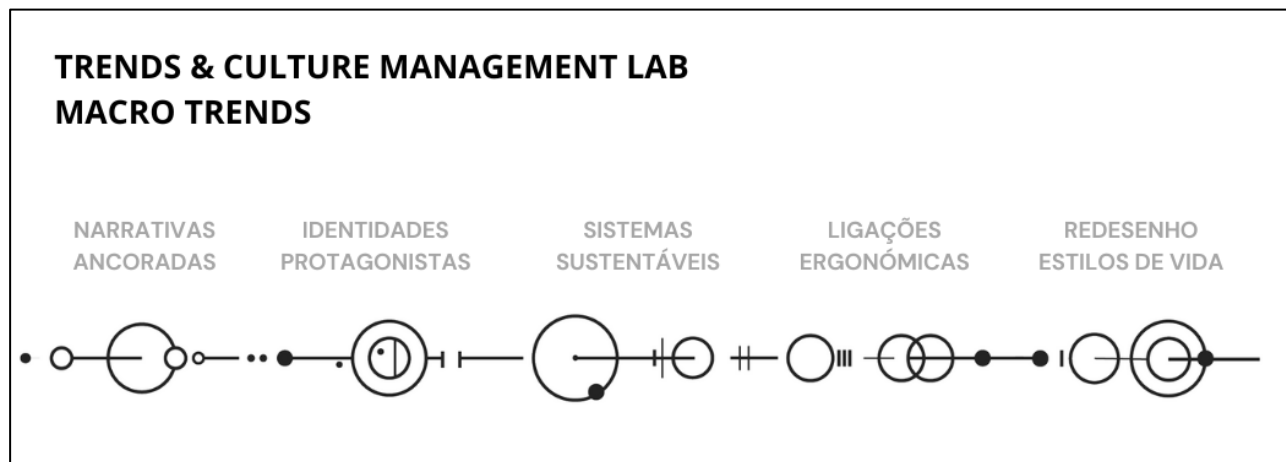 TRENDS & CULTURE MANAGEMENT LAB
MACRO TRENDS
NARRATIVAS
ANCORADAS
IDENTIDADES
PROTAGONISTAS
SISTEMAS
SUSTENTÁVEIS
LIGAÇÕES
ERGONÓMICAS
REDESENHO
ESTILOS DE VIDA